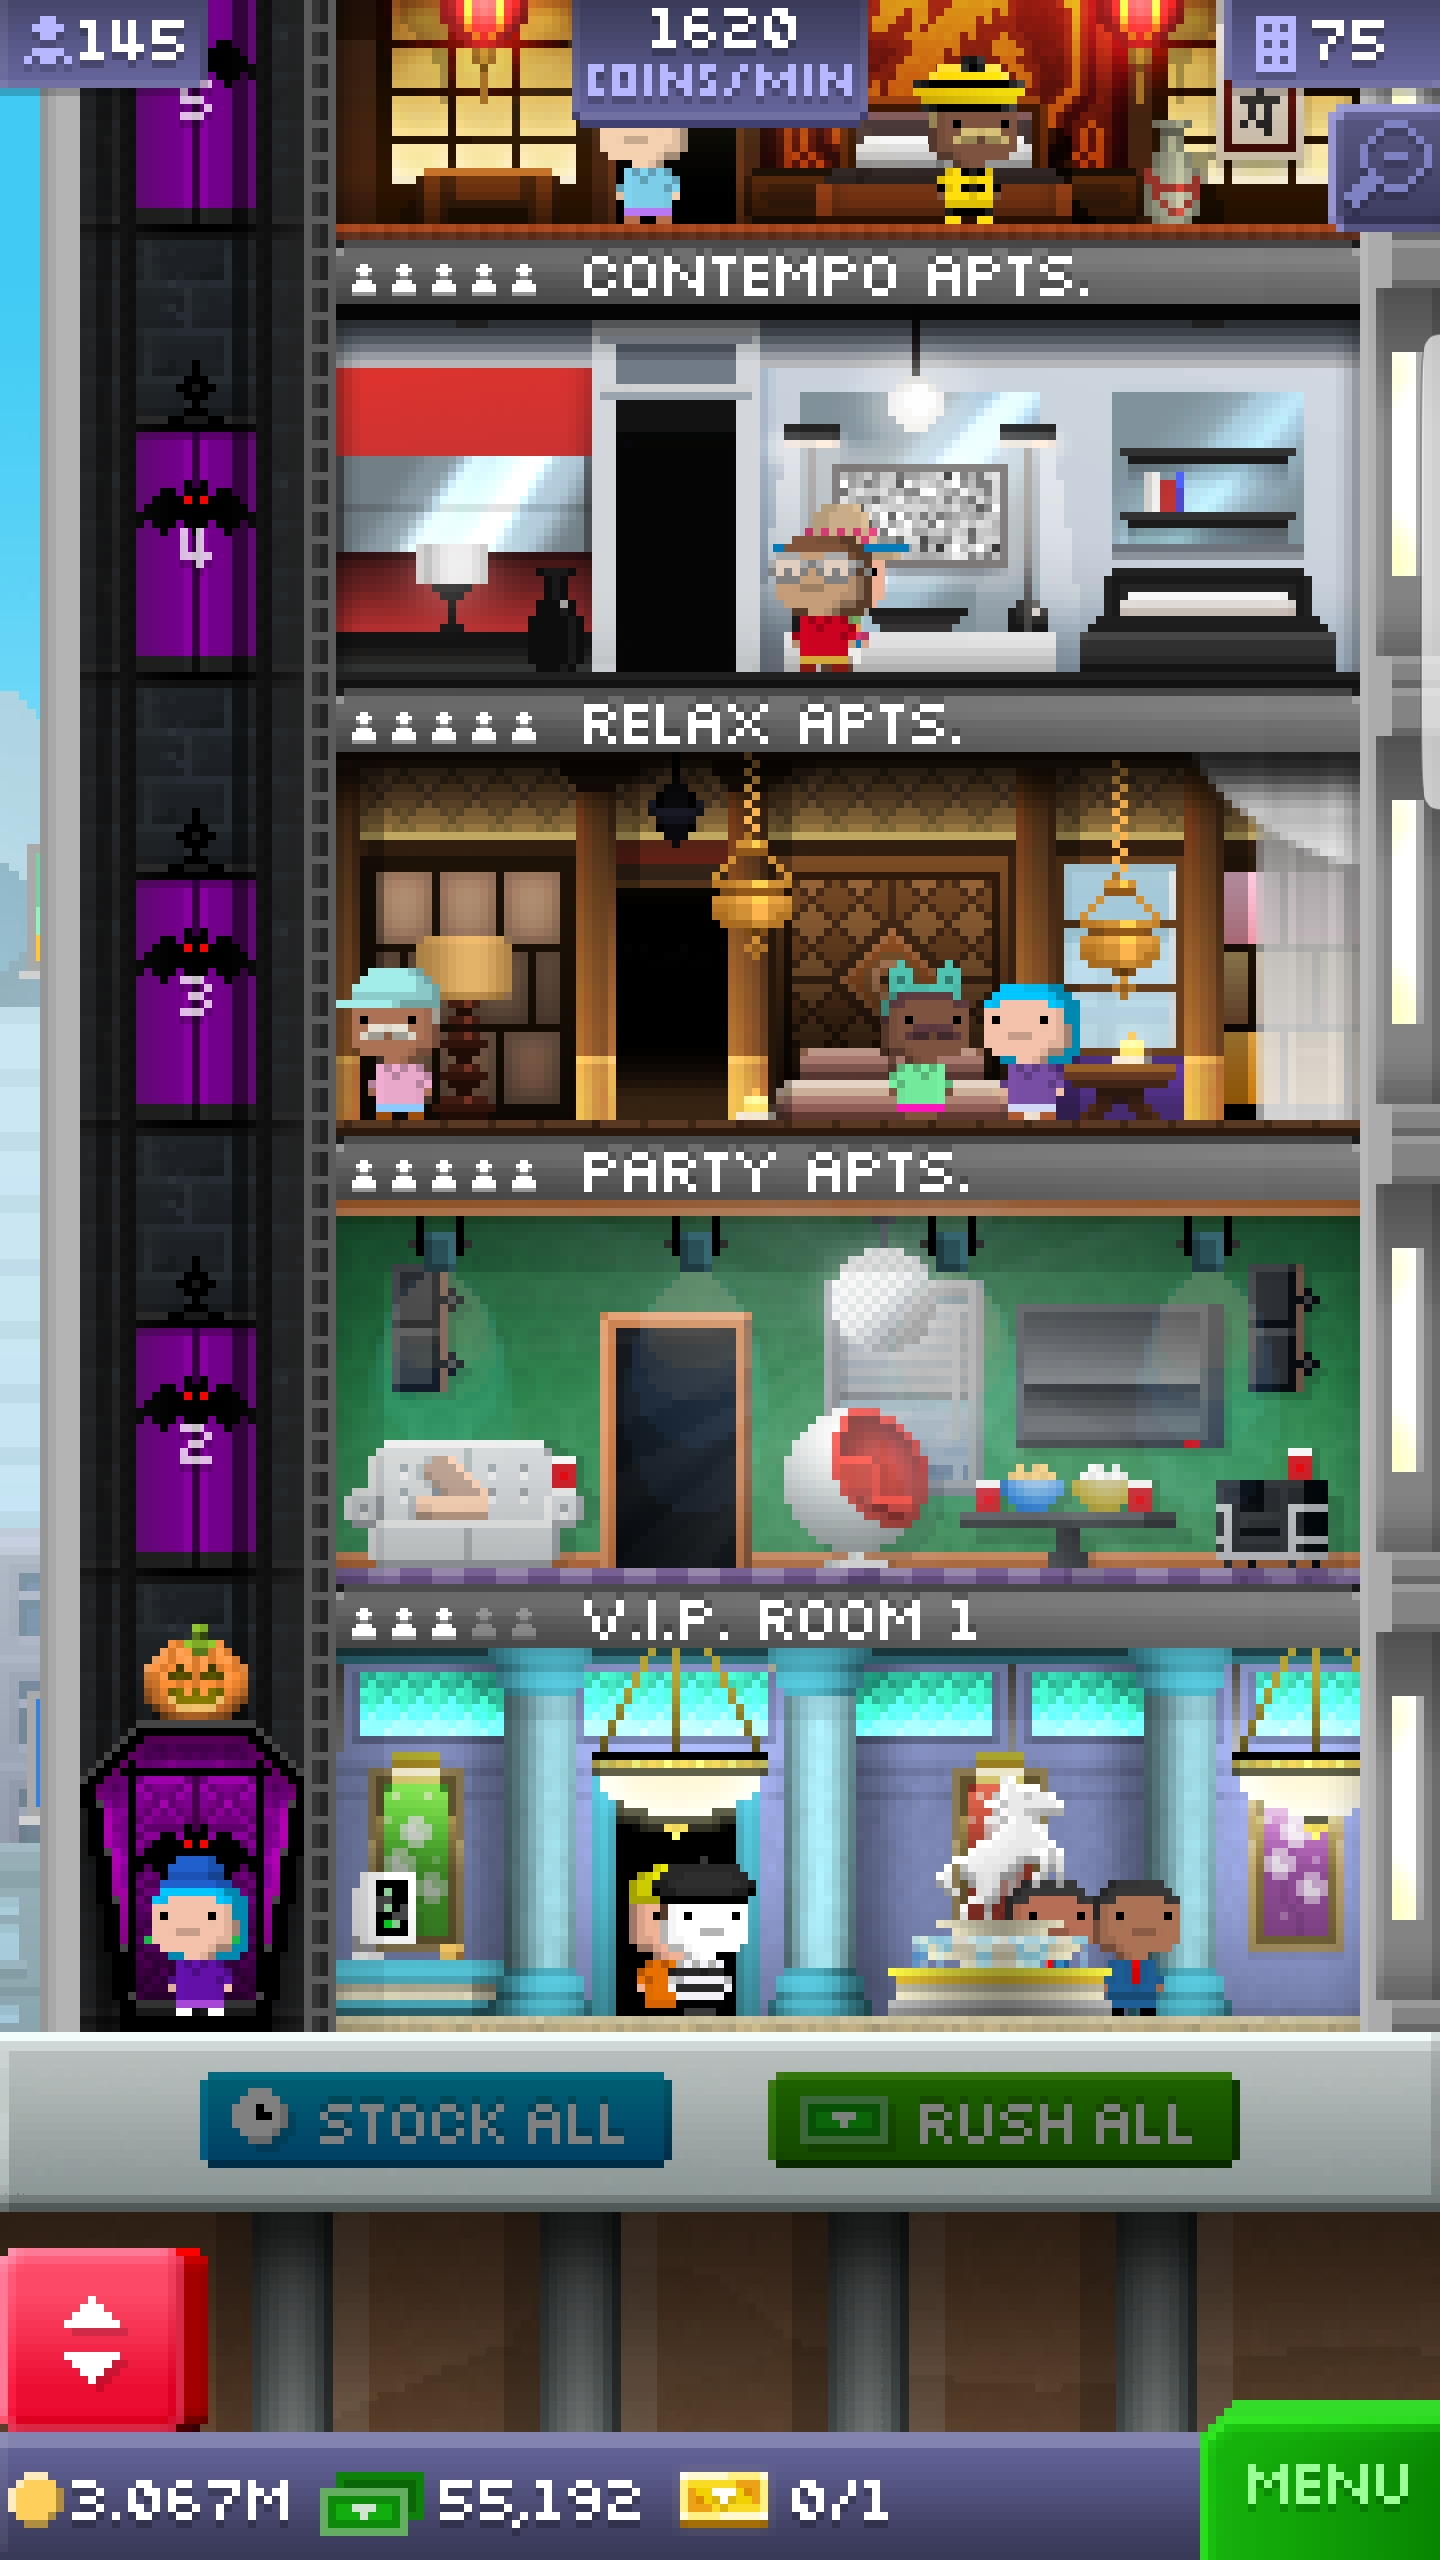 145
1620
COINS/MIN
75
5
CONTEMPO APTS.
4
RELAX APTS.
3
PARTY APTS.
2
V.I.P. ROOM 1
STOCK ALL
RUSH ALL
3.067M
55,192
0/1
MENU